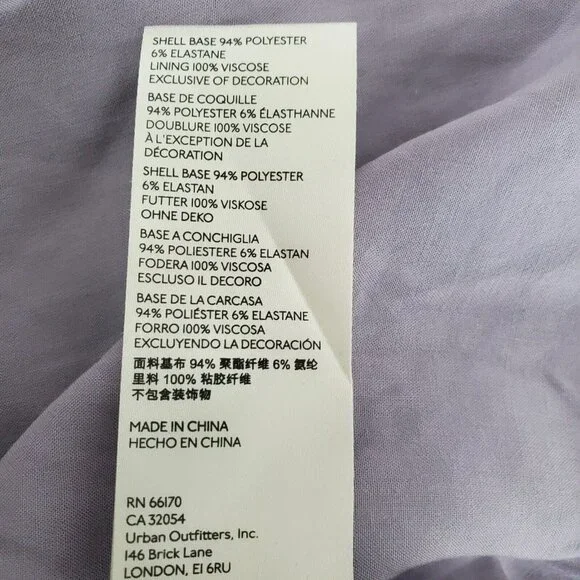 SHELL BASE 94% POLYESTER
6% ELASTANE
LINING 100% VISCOSE
EXCLUSIVE OF DECORATION
BASE DE COQUILLE
94% POLYESTER 6% ÉLASTHANNE
DOUBLURE 100% VISCOSE
À L'EXCEPTION DE LA
DÉCORATION
SHELL BASE 94% POLYESTER
6% ELASTAN
FUTTER 100% VISKOSE
OHNE DEKO
BASE A CONCHIGLIA
94% POLIESTERE 6% ELASTAN
FODERA 100% VISCOSA
ESCLUSO IL DECORO
BASE DE LA CARCASA
94% POLIÉSTER 6% ELASTANE
FORRO 100% VISCOSA
EXCLUYENDO LA DECORACIÓN
面料基布 94% 聚酯纤维 6% 氨纶
里料 100% 粘胶纤维
不包含装饰物
MADE IN CHINA
HECHO EN CHINA
RN 66170
CA 32054
Urban Outfitters, Inc.
146 Brick Lane
LONDON, E1 6RU